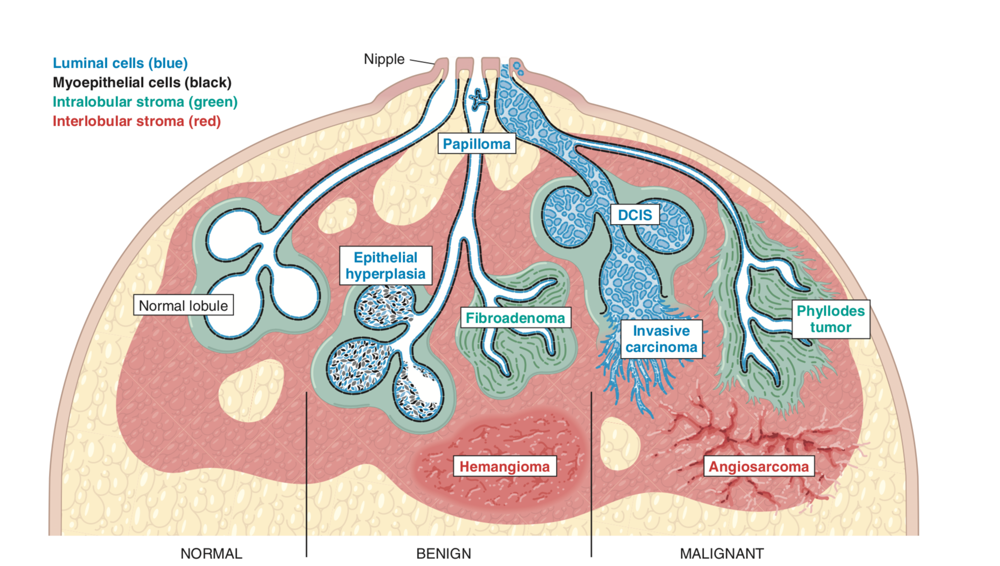 Nipple
Luminal cells (blue)
Myoepithelial cells (black)
Intralobular stroma (green)
Interlobular stroma (red)
Papilloma
DCIS
Epithelial
hyperplasia
Normal lobule
Fibroadenoma
Phyllodes
tumor
Invasive
carcinoma
Hemangioma
Angiosarcoma
NORMAL
BENIGN
MALIGNANT